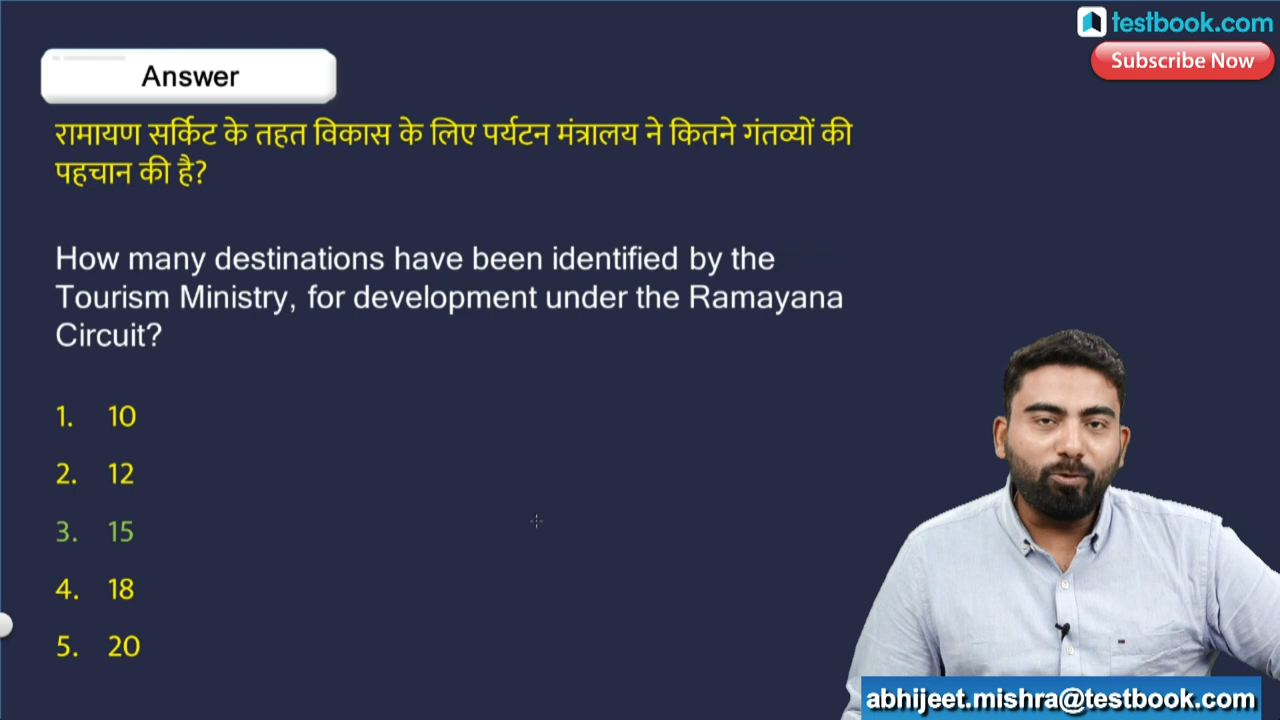 testbook.com
Subscribe Now
Answer
रामायण सर्किट के तहत विकास के लिए पर्यटन मंत्रालय ने कितने गंतव्यों की
पहचान की है?
How many destinations have been identified by the
Tourism Ministry, for development under the Ramayana
Circuit?
1. 10
2. 12
3. 15
4. 18
5. 20
abhijeet.mishra@testbook.com